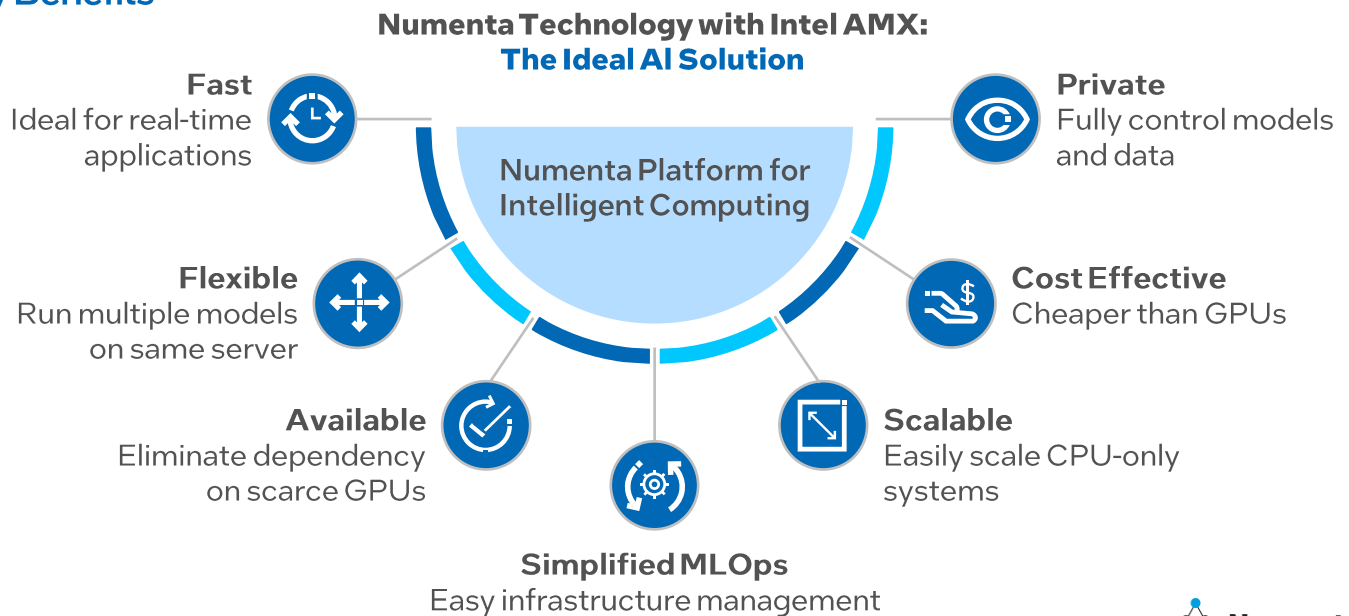 Benefits
Numenta Technology with Intel AMX:
The Ideal AI Solution
Fast
Ideal for real-time
applications
Private
Fully control models
and data
Numenta Platform for
Intelligent Computing
Flexible
Run multiple models
on same server
Cost Effective
Cheaper than GPUs
$
Available
Eliminate dependency
on scarce GPUs
Scalable
Easily scale CPU-only
systems
Simplified MLOps
Easy infrastructure management